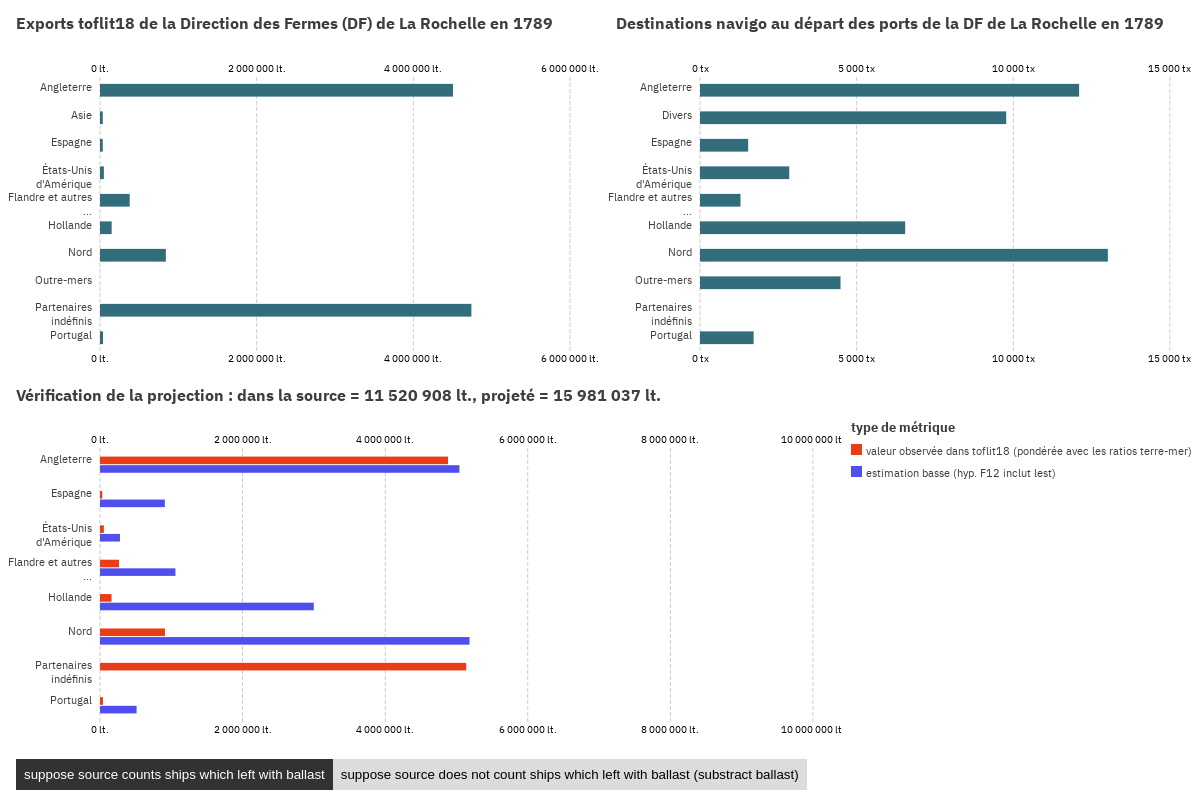 Exports toflit18 de la Direction des Fermes (DF) de La Rochelle en 1789
0 lt.
2 000 000 lt.
4 000 000 lt.
6 000 000 lt.
Angleterre
Asie
Espagne
États-Unis
d'Amérique
Flandre et autres
...
Hollande
Nord
Outre-mers
Partenaires
indéfinis
Portugal
0 lt.
2 000 000 lt.
4 000 000 lt.
6 000 000 lt.
Destinations navigo au départ des ports de la DF de La Rochelle en 1789
0 tx
5 000 tx
10 000 tx
15 000 tx
Angleterre
Divers
Espagne
États-Unis
d'Amérique
Flandre et autres
...
Hollande
Nord
Outre-mers
Partenaires
indéfinis
Portugal
0 tx
5 000 tx
10 000 tx
15 000 tx
Vérification de la projection : dans la source = 11 520 908 lt., projeté = 15 981 037 lt.
0 lt.
2 000 000 lt.
4 000 000 lt.
6 000 000 lt.
8 000 000 lt.
10 000 000 lt
Angleterre
Espagne
États-Unis
d'Amérique
Flandre et autres
...
Hollande
Nord
Partenaires
indéfinis
Portugal
0 lt.
2 000 000 lt.
4 000 000 lt.
6 000 000 lt.
8 000 000 lt.
10 000 000 lt
type de métrique
valeur observée dans toflit18 (pondérée avec les ratios terre-mer)
estimation basse (hyp. F12 inclut lest)
suppose source counts ships which left with ballast
suppose source does not count ships which left with ballast (substract ballast)